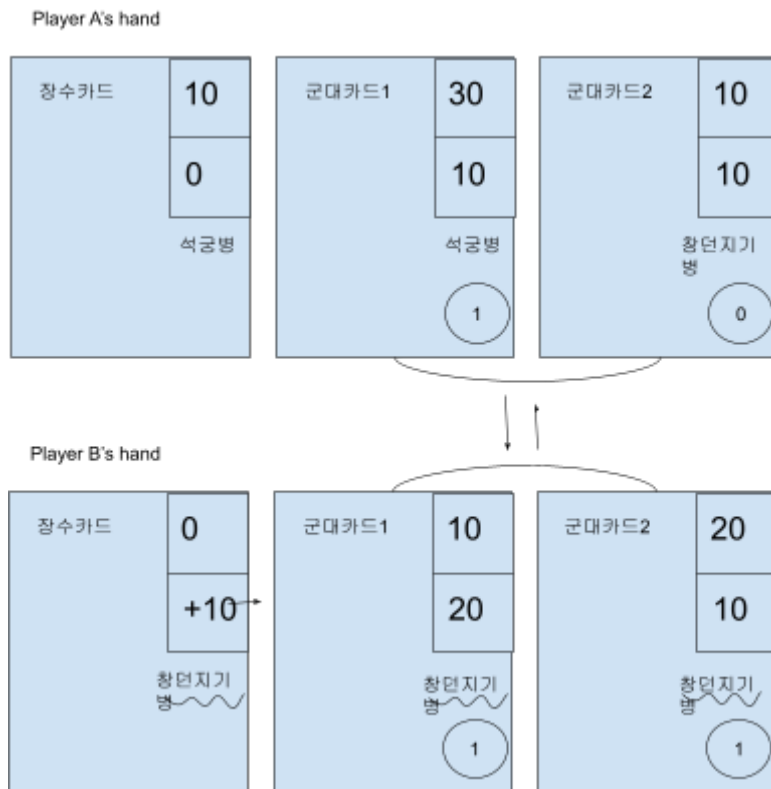 Player A's hand
장수카드
10
0
석궁병
군대카드1
30
10
석궁병
1
군대카드2
10
10
창던지기
병
0
Player B's hand
장수카드
0
+10
창던지기
병
군대카드1
10
20
창던지기
병
1
군대카드2
20
10
창던지기
병
1